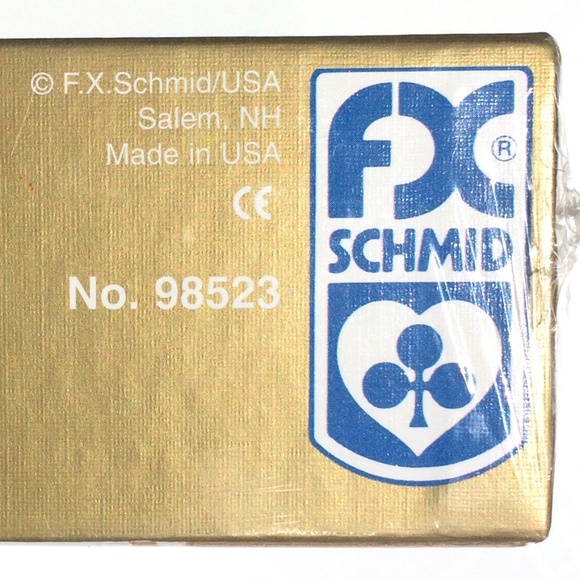 © F.X.Schmid/USA
Salem, NH
Made in USA
CE
No. 98523
FX ®
SCHMID